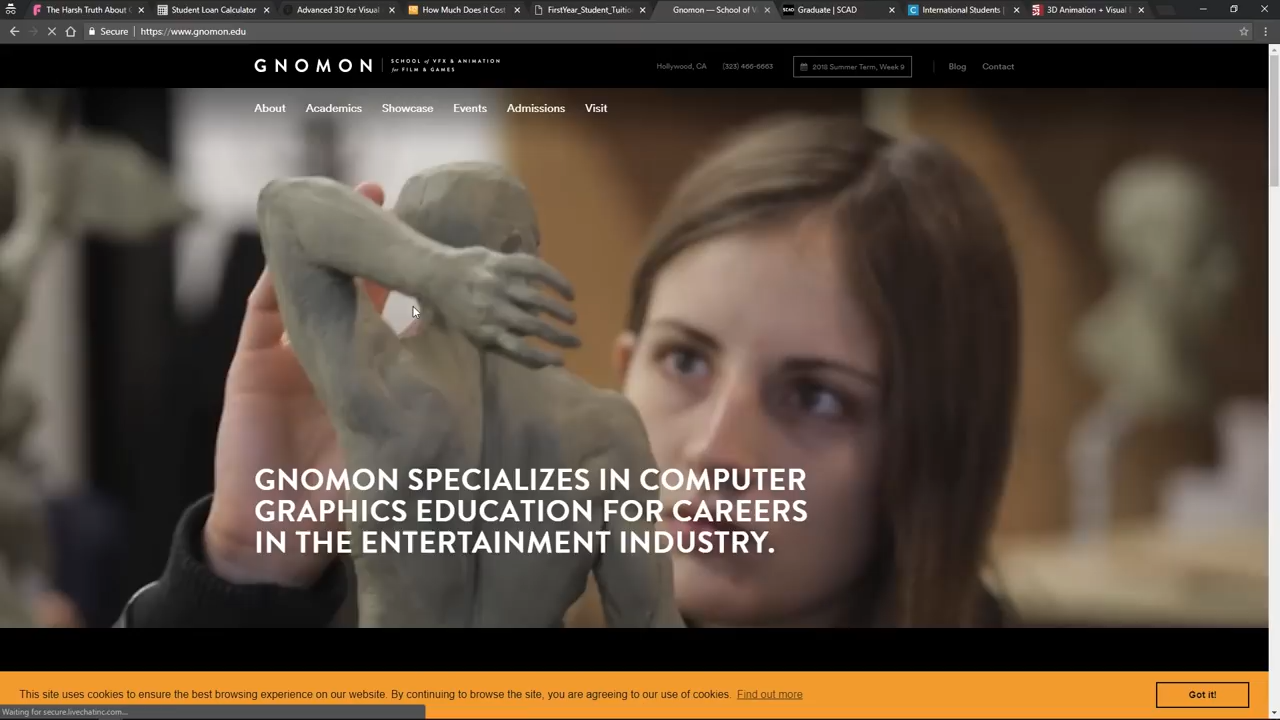 The Harsh Truth About C
Student Loan Calculator
Advanced 3D for Visual
How Much Does it Cost
FirstYear_Student_Tuitio
Gnomon — School of V
Graduate | SCAD
International Students |
3D Animation + Visual
Secure
https://www.gnomon.edu
GNOMON
SCHOOL of VFX & ANIMATION
for FILM & GAMES
Hollywood, CA
(323) 466-6663
2018 Summer Term, Week 9
Blog
Contact
About
Academics
Showcase
Events
Admissions
Visit
GNOMON SPECIALIZES IN COMPUTER
GRAPHICS EDUCATION FOR CAREERS
IN THE ENTERTAINMENT INDUSTRY.
This site uses cookies to ensure the best browsing experience on our website. By continuing to browse the site, you are agreeing to our use of cookies. Find out more
Got it!
Waiting for secure.livechatinc.com...